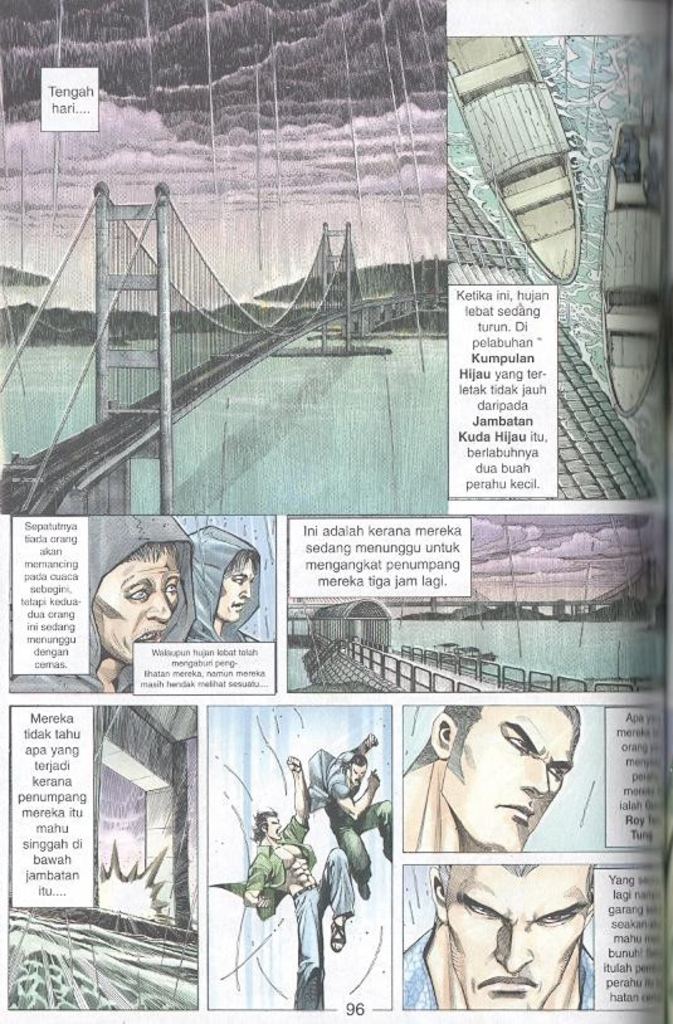 Tengah
hari....
Ketika ini, hujan
lebat sedang
turun. Di
pelabuhan "
Kumpulan
Hijau yang ter-
letak tidak jauh
daripada
Jambatan
Kuda Hijau itu,
berlabuhnya
dua buah
perahu kecil.
Sepatutnya
tiada orang
akan
memancing
pada cuaca
sebegini,
tetapi kedua-
dua orang
ini sedang
menunggu
dengan
cemas.
Walaupun hujan lebat telah
mengaburi peng-
lihatan mereka, namun mereka
masih hendak melihat sesuatu....
Ini adalah kerana mereka
sedang menunggu untuk
mengangkat penumpang
mereka tiga jam lagi.
Mereka
tidak tahu
apa yang
terjadi
kerana
penumpang
mereka itu
mahu
singgah di
bawah
jambatan
itu....
Apa
mereka
orang
mereka
ialah
Roy
Tung
Yang
lagi
garang
seakan
mahu
bunuh!
itulah
perahu
hatan
96